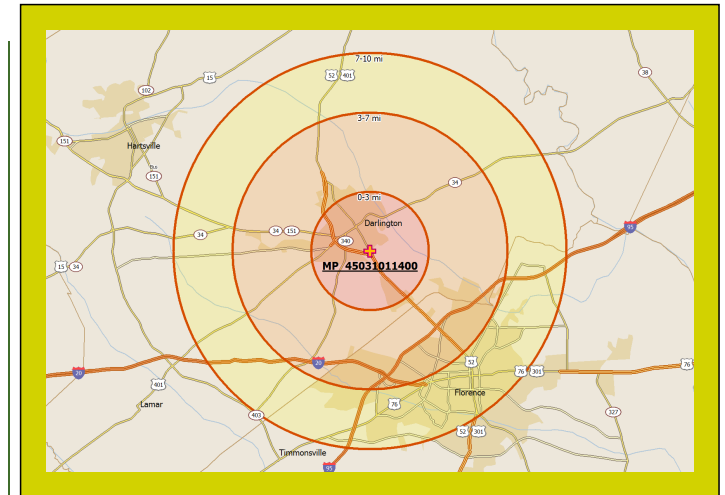 7-10 mi
52 401
38
15
102
3-7 mi
151
Hartsville
151
34
0-3 mi
Darlington
34
34 151
340
95
MP 45031011400
15 34
20
20
52
76 301
76
401
Florence
76
Lamar
403
327
52 301
Timmonsville
95